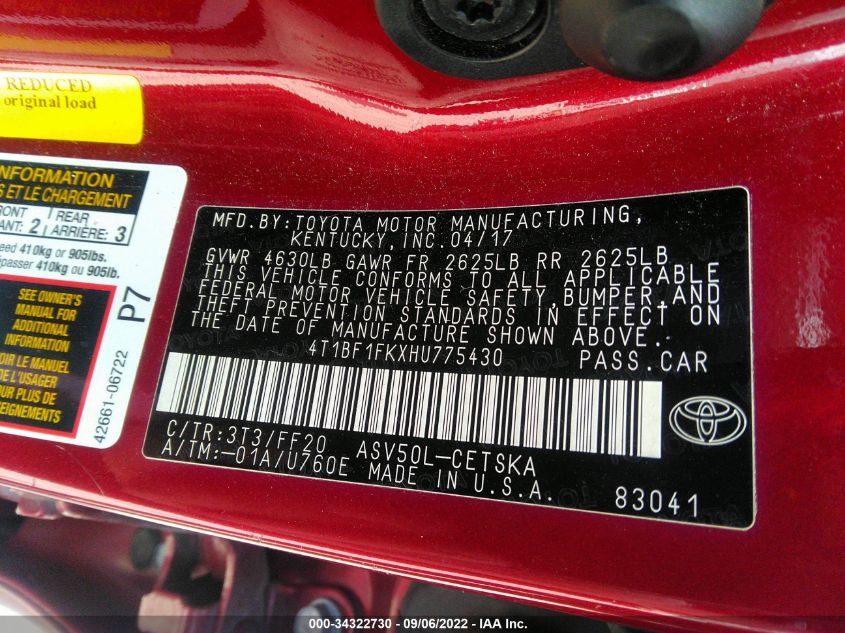 REDUCED
original load
INFORMATION
S ET LE CHARGEMENT
RONT
ANT: 2
REAR
ARRIÈRE: 3
eed 410kg or 905lbs.
passer 410kg ou 905lb.
SEE OWNER'S
MANUAL FOR
ADDITIONAL
INFORMATION
OIR LE MANUEL
DE L'USAGER
OUR PLUS DE
SEIGNEMENTS
P7
42661-06722
MFD.BY:TOYOTA MOTOR MANUFACTURING,
KENTUCKY,INC.04/17
GVWR 4630LB GAWR FR 2625LB RR 2625LB
THIS VEHICLE CONFORMS TO ALL APPLICABLE
FEDERAL MOTOR VEHICLE SAFETY,BUMPER,AND
THEFT PREVENTION STANDARDS IN EFFECT ON
THE DATE OF MANUFACTURE SHOWN ABOVE.
4T1BF1FKXHU775430 PASS.CAR
C/TR:3T3/FF20 ASV50L-CETSKA
A/TM:-01A/U760E MADE IN U.S.A.
83041
000-34322730 - 09/06/2022 - IAA Inc.